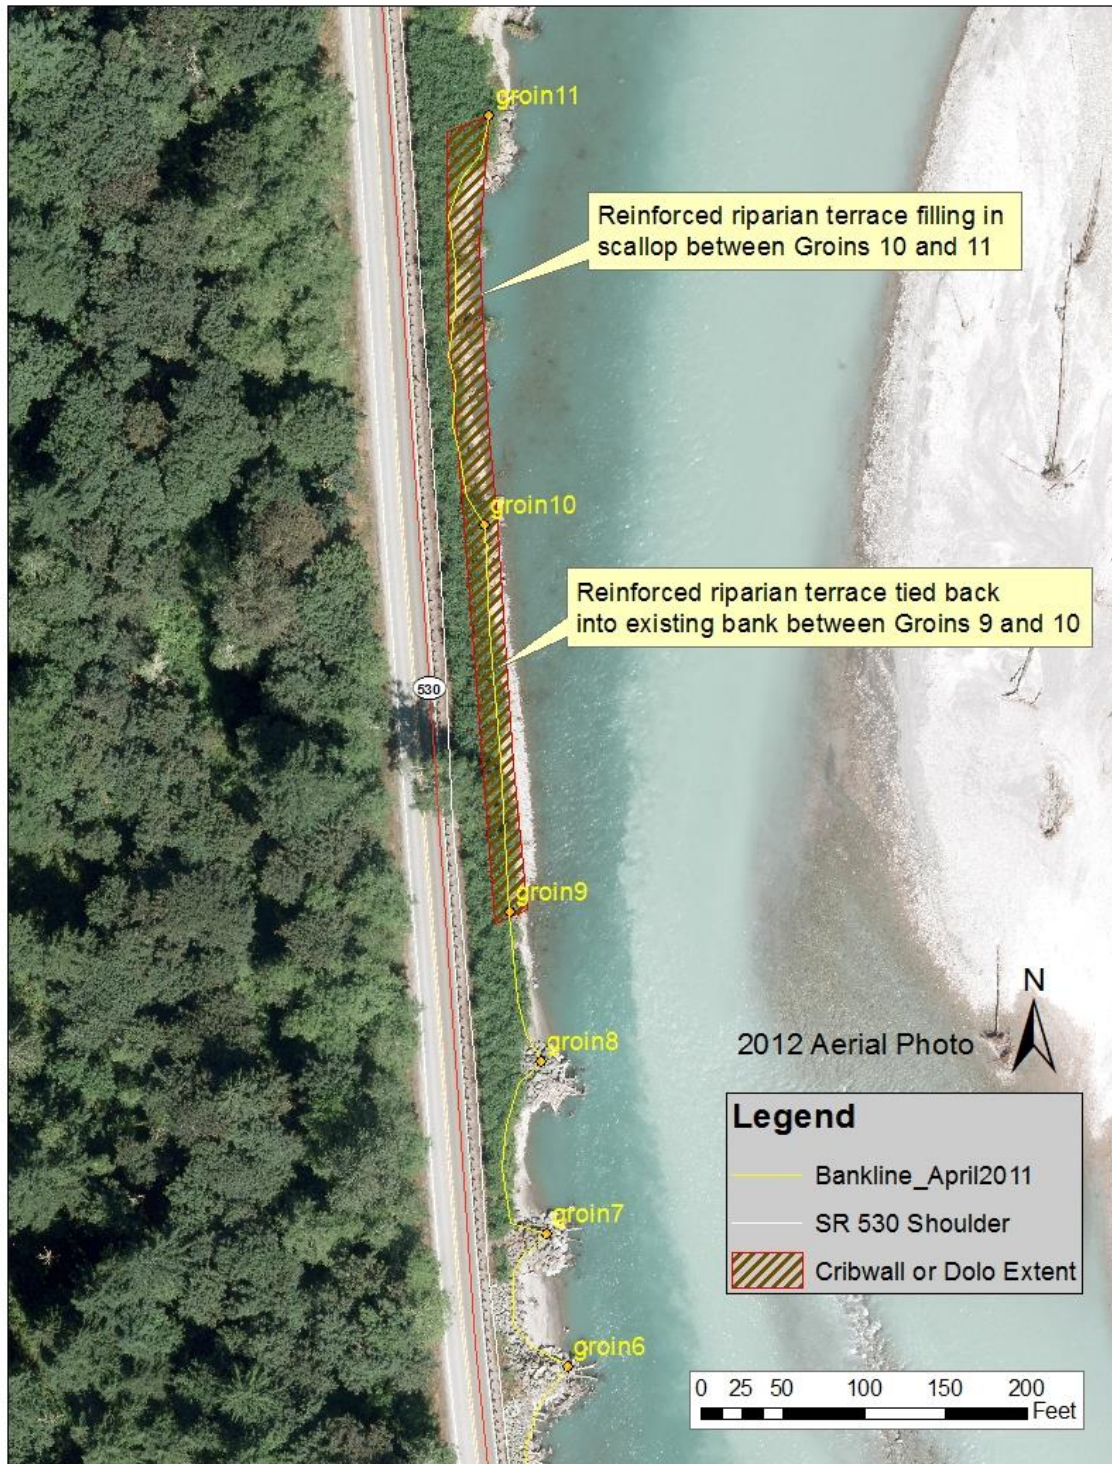 groin11
Reinforced riparian terrace filling in
scallop between Groins 10 and 11
groin10
Reinforced riparian terrace tied back
into existing bank between Groins 9 and 10
530
groin9
groin8
groin7
groin6
N
2012 Aerial Photo
Legend
Bankline_April2011
SR 530 Shoulder
Cribwall or Dolo Extent
0 25 50 100 150 200
Feet